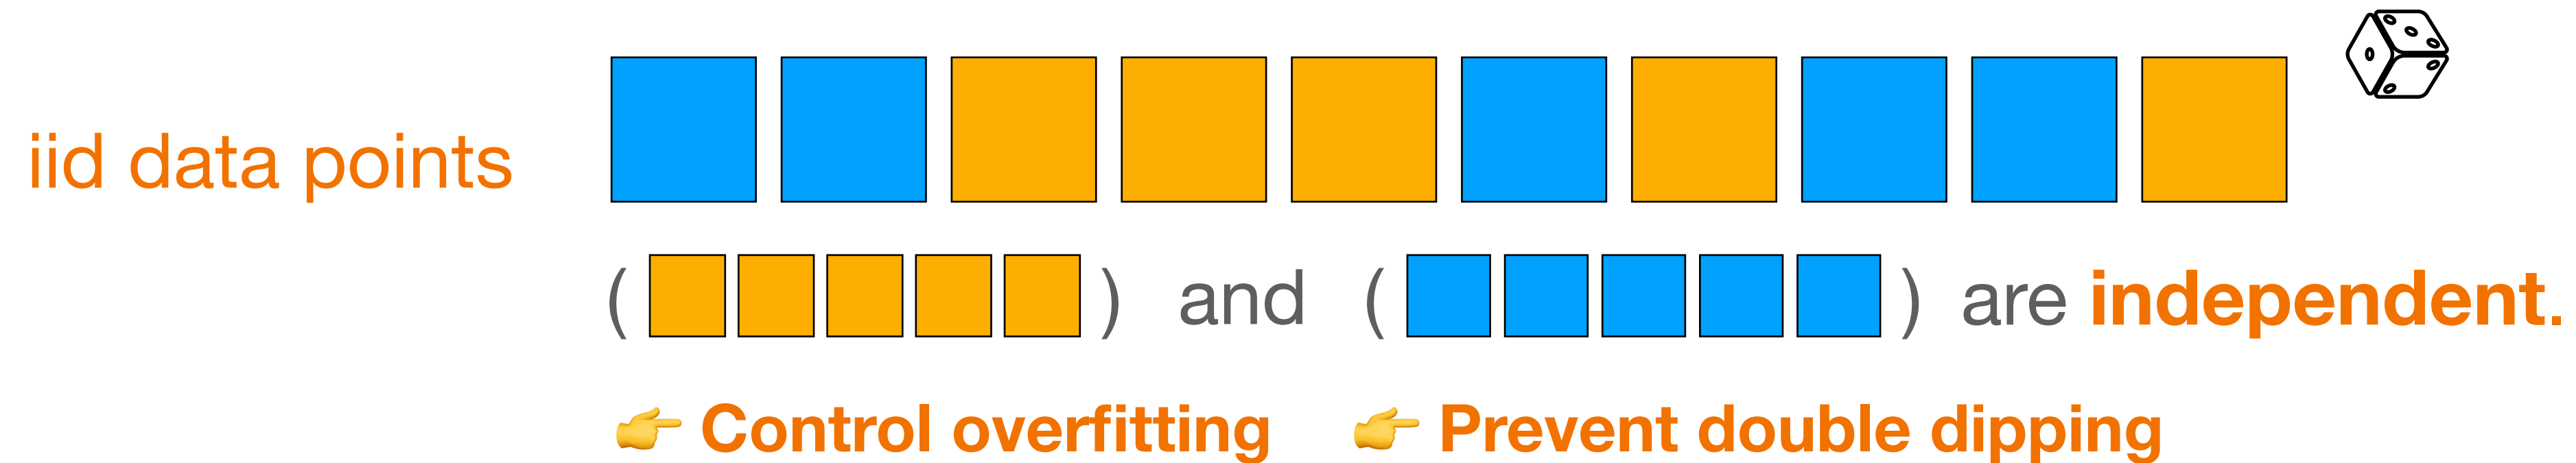 iid data points
( ) and ( ) are independent.
👉 Control overfitting 👉 Prevent double dipping